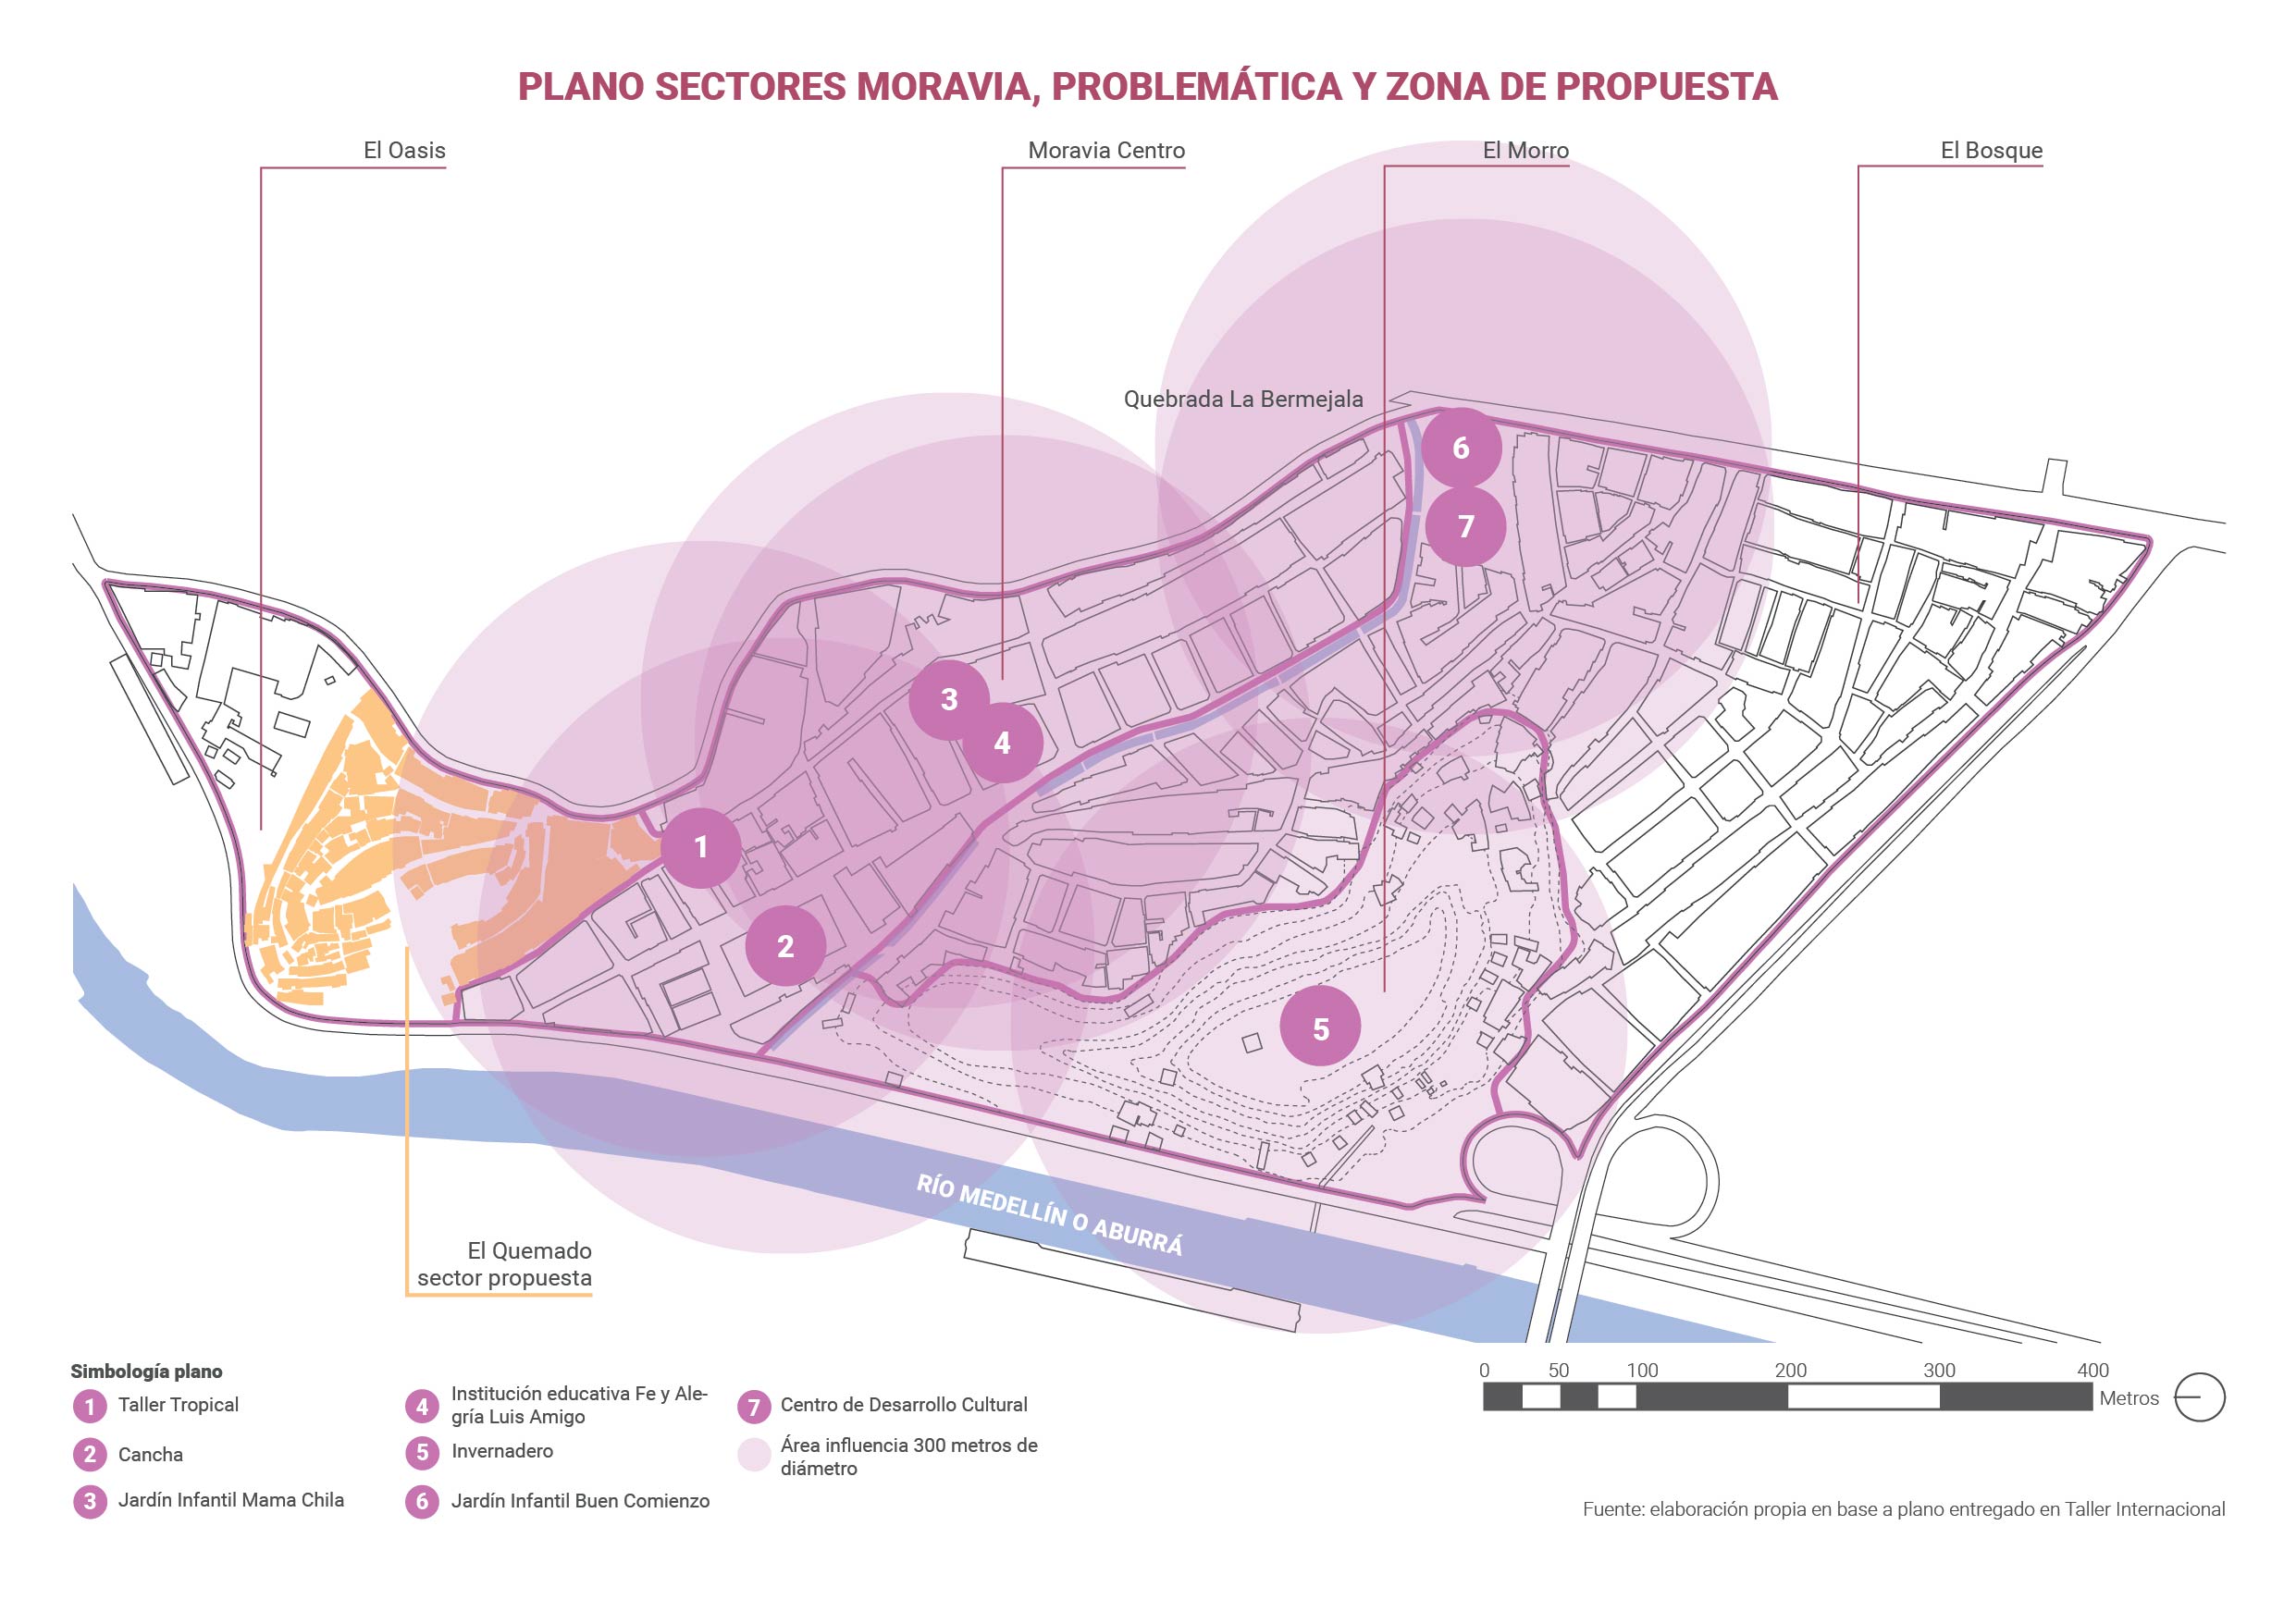 PLANO SECTORES MORAVIA, PROBLEMÁTICA Y ZONA DE PROPUESTA
El Oasis
Moravia Centro
El Morro
El Bosque
Quebrada La Bermejala
6
7
3
4
1
2
5
RÍO MEDELLÍN O ABURRÁ
El Quemado
sector propuesta
Simbología plano
1 Taller Tropical
2 Cancha
3 Jardín Infantil Mama Chila
4 Institución educativa Fe y Ale-
gría Luis Amigo
5 Invernadero
6 Jardín Infantil Buen Comienzo
7 Centro de Desarrollo Cultural
Área influencia 300 metros de
diámetro
0 50 100 200 300 400
Metros
Fuente: elaboración propia en base a plano entregado en Taller Internacional